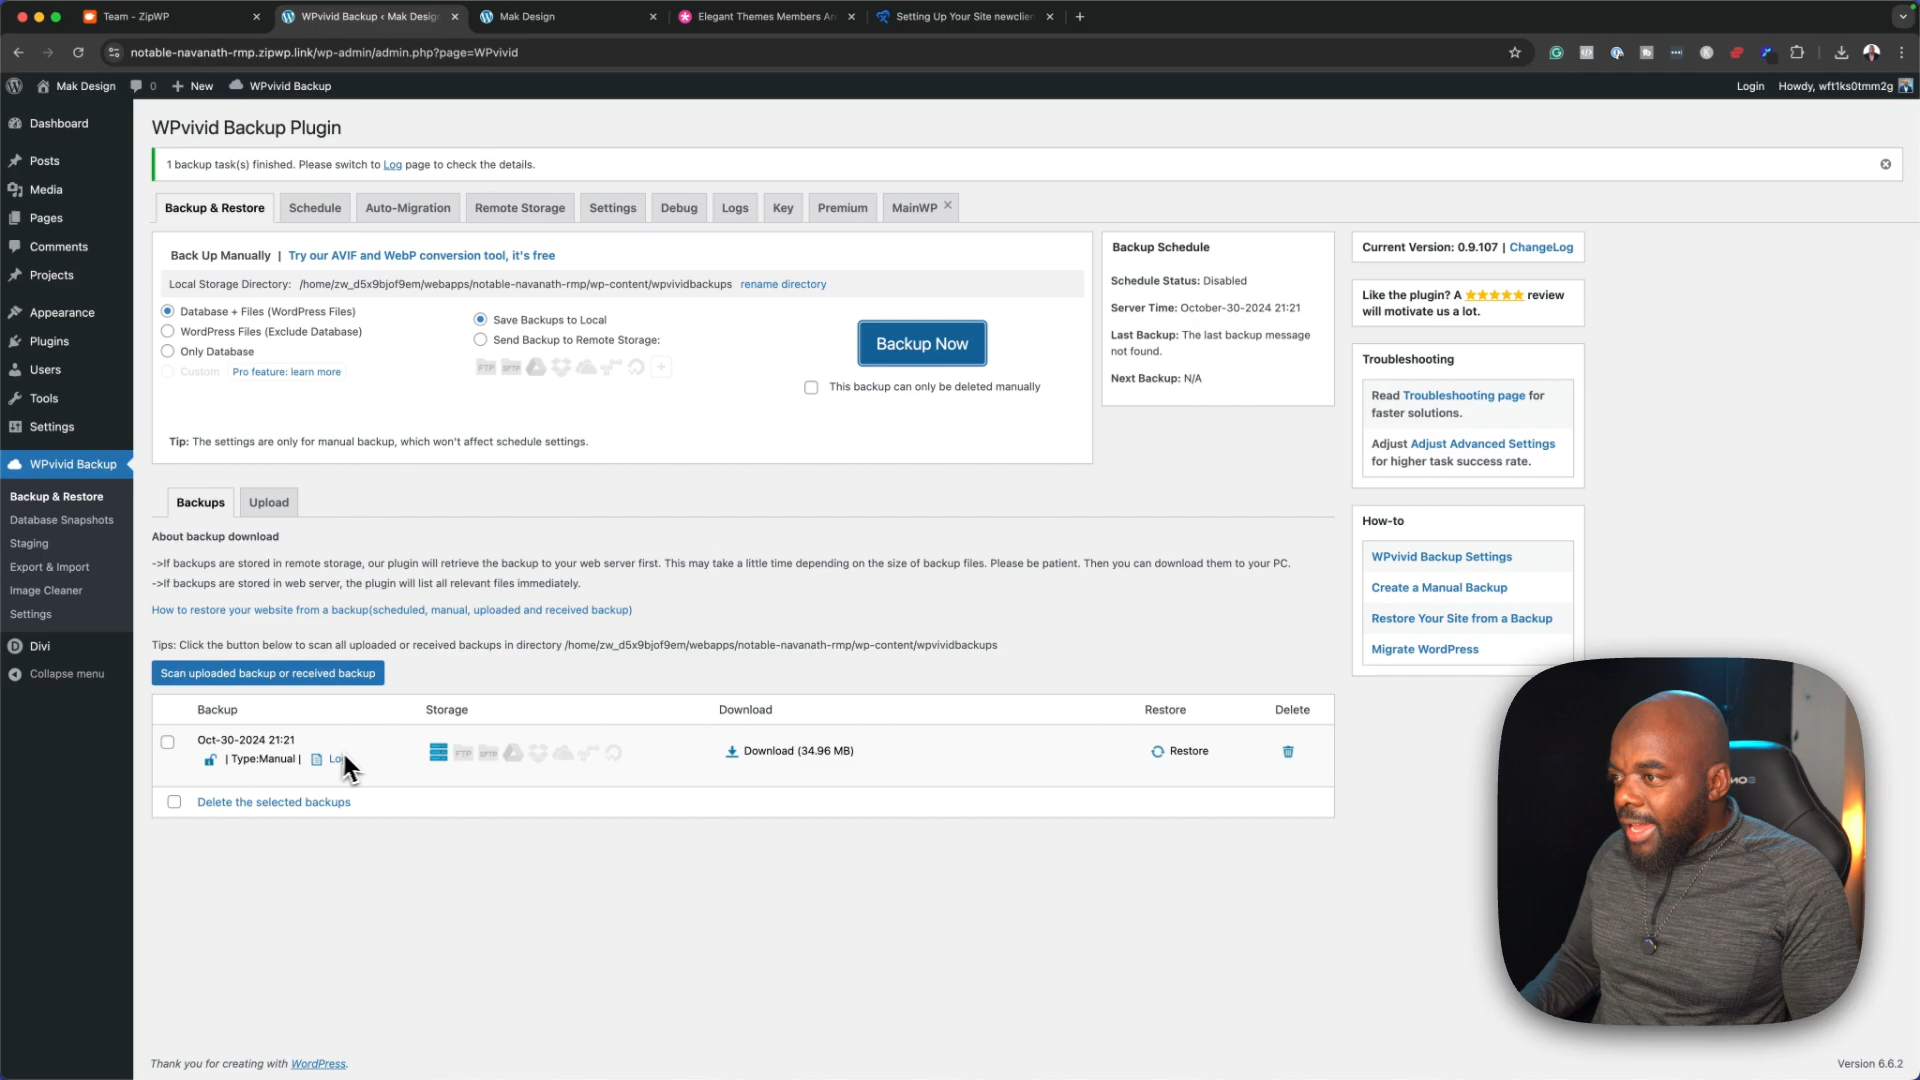 Team - ZipWP
WPvivid Backup ‹ Mak Design
Mak Design
Elegant Themes Members Are
Setting Up Your Site newclien
notable-navanath-rmp.zipwp.link/wp-admin/admin.php?page=WPvivid
Mak Design
0
New
WPvivid Backup
Login
Howdy, wft1ks0tmm2g
Dashboard
Posts
Media
Pages
Comments
Projects
Appearance
Plugins
Users
Tools
Settings
WPvivid Backup
Backup & Restore
Database Snapshots
Staging
Export & Import
Image Cleaner
Settings
Divi
Collapse menu
WPvivid Backup Plugin
1 backup task(s) finished. Please switch to Log page to check the details.
Backup & Restore
Schedule
Auto-Migration
Remote Storage
Settings
Debug
Logs
Key
Premium
MainWP
Back Up Manually | Try our AVIF and WebP conversion tool, it's free
Local Storage Directory: /home/zw_d5x9bjof9em/webapps/notable-navanath-rmp/wp-content/wpvividbackups rename directory
Database + Files (WordPress Files)
WordPress Files (Exclude Database)
Only Database
Custom Pro feature: learn more
Save Backups to Local
Send Backup to Remote Storage:
FTP SFTP
Backup Now
This backup can only be deleted manually
Tip: The settings are only for manual backup, which won't affect schedule settings.
Backup Schedule
Schedule Status: Disabled
Server Time: October-30-2024 21:21
Last Backup: The last backup message
not found.
Next Backup: N/A
Current Version: 0.9.107 | ChangeLog
Like the plugin? A ★★★★★ review
will motivate us a lot.
Troubleshooting
Read Troubleshooting page for
faster solutions.
Adjust Adjust Advanced Settings
for higher task success rate.
How-to
WPvivid Backup Settings
Create a Manual Backup
Restore Your Site from a Backup
Migrate WordPress
Backups
Upload
About backup download
->If backups are stored in remote storage, our plugin will retrieve the backup to your web server first. This may take a little time depending on the size of backup files. Please be patient. Then you can download them to your PC.
->If backups are stored in web server, the plugin will list all relevant files immediately.
How to restore your website from a backup(scheduled, manual, uploaded and received backup)
Tips: Click the button below to scan all uploaded or received backups in directory /home/zw_d5x9bjof9em/webapps/notable-navanath-rmp/wp-content/wpvividbackups
Scan uploaded backup or received backup
Backup Storage Download Restore Delete
Oct-30-2024 21:21
| Type:Manual |
FTP SFTP
Download (34.96 MB)
Restore
Delete the selected backups
Thank you for creating with WordPress.
Version 6.6.2